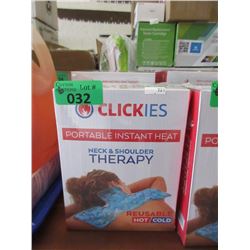 Lot #
032
CLICKIES
PORTABLE INSTANT HEAT
NECK & SHOULDER
THERAPY
REUSABLE
HOT / COLD